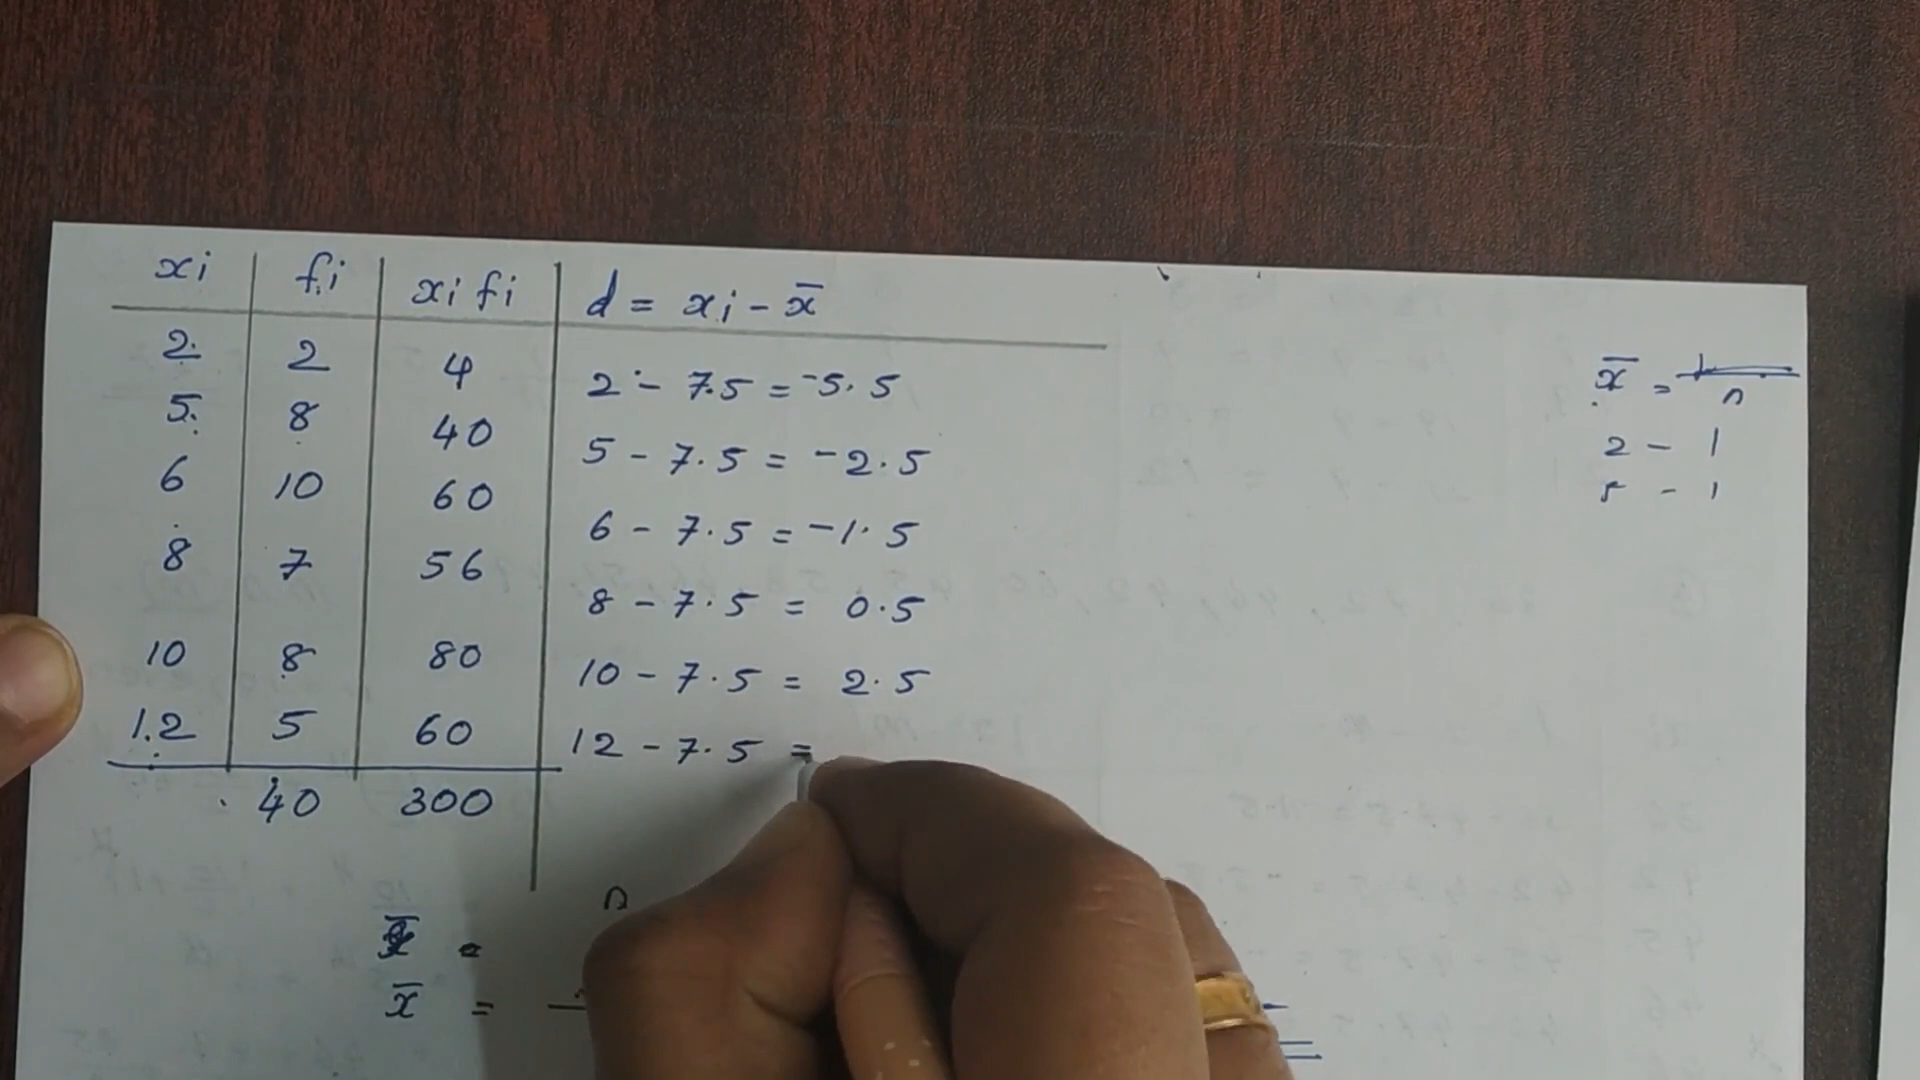 xi fi xi fi d = xi - x̄
2 2 4 2 - 7.5 = -5.5
5 8 40 5 - 7.5 = -2.5
6 10 60 6 - 7.5 = -1.5
8 7 56 8 - 7.5 = 0.5
10 8 80 10 - 7.5 = 2.5
12 5 60 12 - 7.5 =
40 300
n
x̄ =
x̄ =
x̄ =
n
2 - 1
5 - 1